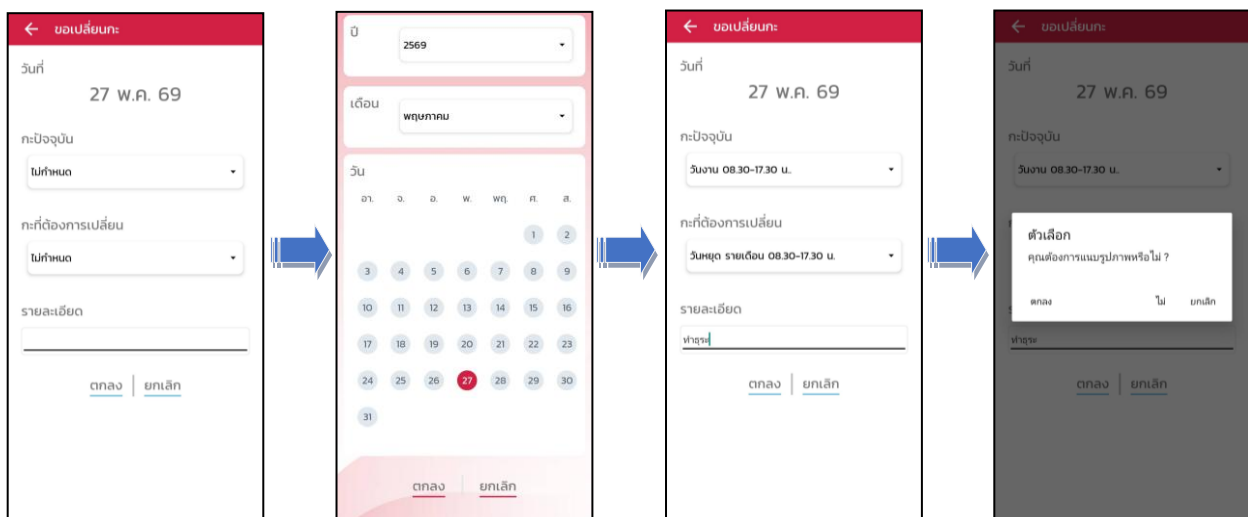 ขอเปลี่ยนกะ
วันที่
27 พ.ค. 69
กะปัจจุบัน
ไม่กำหนด
กะที่ต้องการเปลี่ยน
ไม่กำหนด
รายละเอียด
ตกลง ยกเลิก
ปี
2569
เดือน
พฤษภาคม
วัน
อา. จ. อ. พ. พฤ. ศ. ส.
1 2
3 4 5 6 7 8 9
10 11 12 13 14 15 16
17 18 19 20 21 22 23
24 25 26 27 28 29 30
31
ตกลง ยกเลิก
ขอเปลี่ยนกะ
วันที่
27 พ.ค. 69
กะปัจจุบัน
วันงาน 08.30-17.30 น.
กะที่ต้องการเปลี่ยน
วันหยุด รายเดือน 08.30-17.30 น.
รายละเอียด
ทำธุระ
ตกลง ยกเลิก
ขอเปลี่ยนกะ
วันที่
27 พ.ค. 69
กะปัจจุบัน
วันงาน 08.30-17.30 น.
ตัวเลือก
คุณต้องการแนบรูปภาพหรือไม่ ?
ตกลง ไม่ ยกเลิก
ทำธุระ
ตกลง ยกเลิก